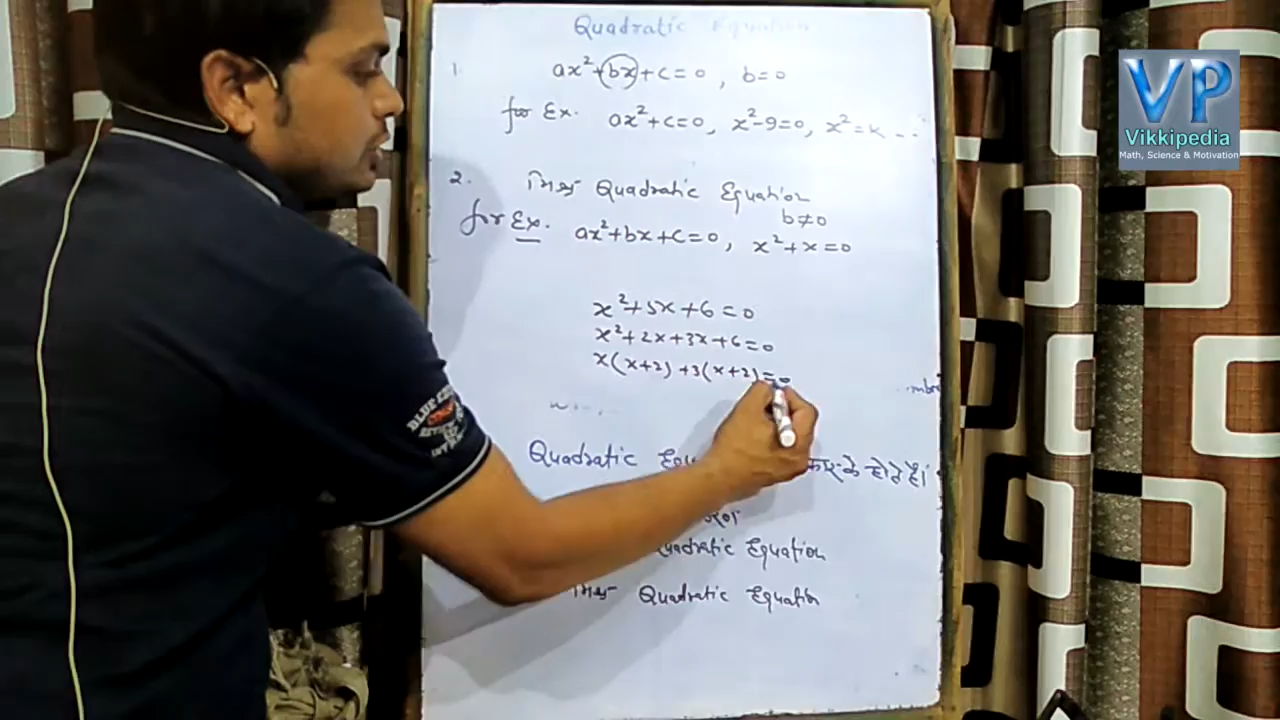 Quadratic Equation
1. ax²+bx+c=0, b=0
for Ex. ax²+c=0, x²-9=0, x²=k ...
2. मिश्र Quadratic Equation
b≠0
for Ex. ax²+bx+c=0, x²+x=0
x²+5x+6=0
x²+2x+3x+6=0
x(x+2)+3(x+2)=0
Quadratic के होते हैं।
Quadratic Equation
मिश्र Quadratic Equation
BLUE
VP
Vikkipedia
Math, Science & Motivation